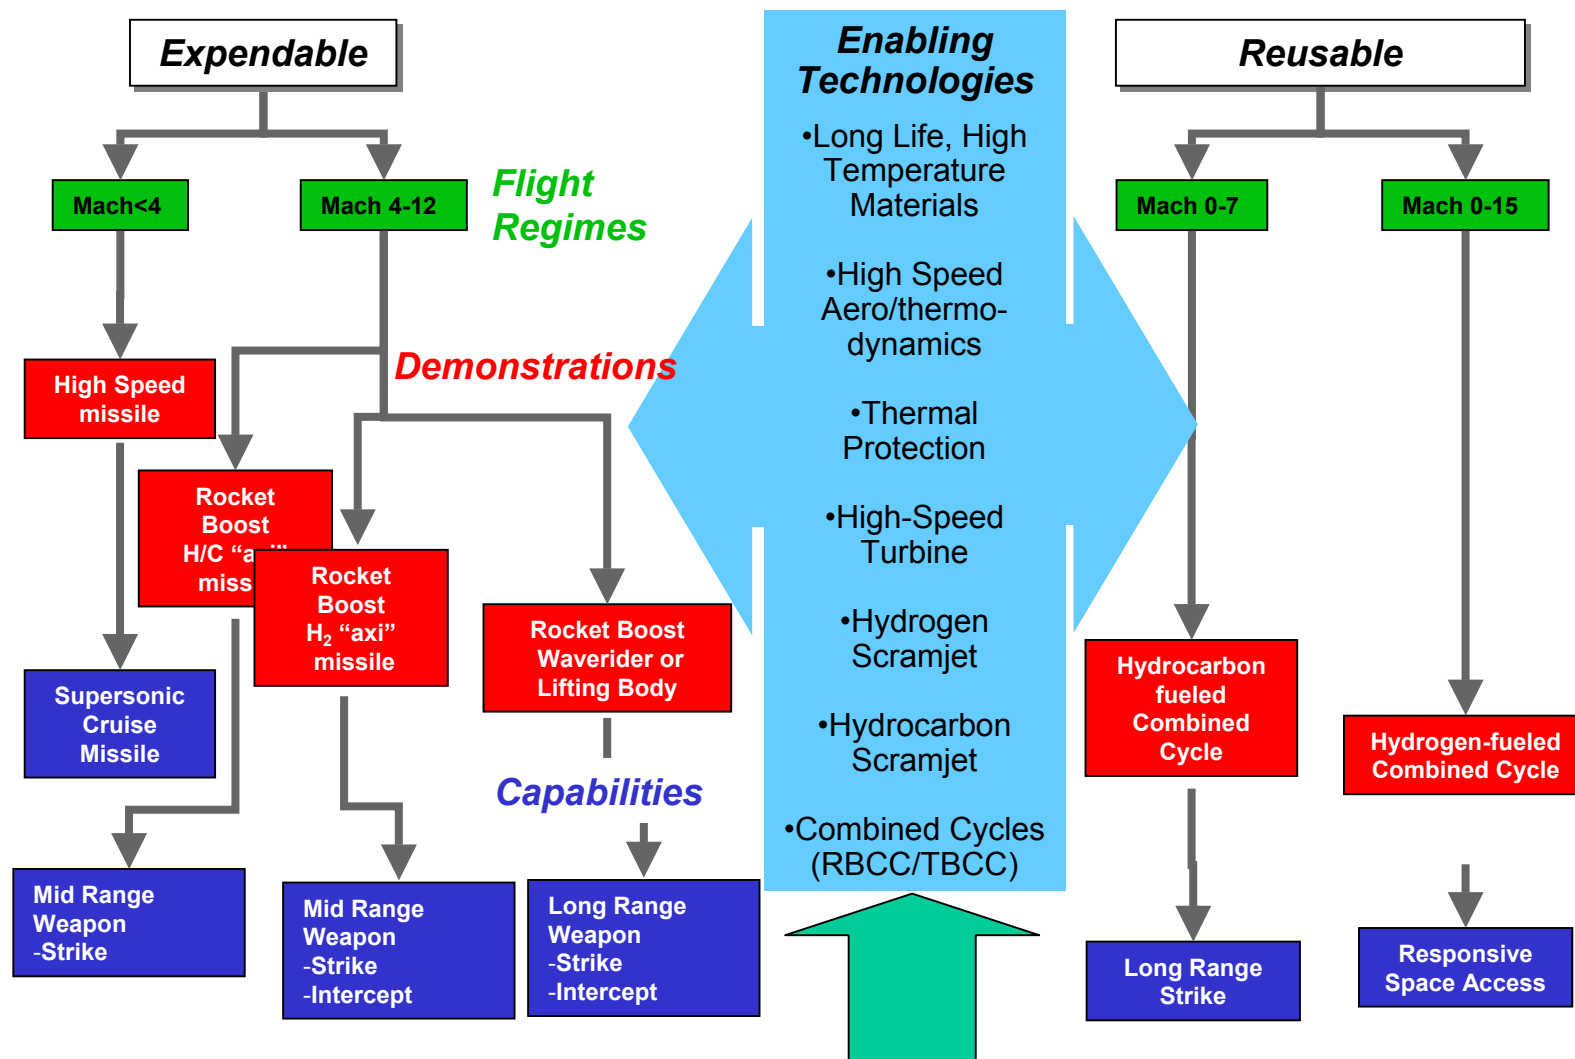 Expendable
Mach<4
Mach 4-12
Flight
Regimes
Demonstrations
High Speed
missile
Rocket
Boost
H/C “axi”
miss
Rocket
Boost
H2 “axi”
missile
Rocket Boost
Waverider or
Lifting Body
Supersonic
Cruise
Missile
Capabilities
Mid Range
Weapon
-Strike
Mid Range
Weapon
-Strike
-Intercept
Long Range
Weapon
-Strike
-Intercept
Enabling
Technologies
•Long Life, High
Temperature
Materials
•High Speed
Aero/thermo-
dynamics
•Thermal
Protection
•High-Speed
Turbine
•Hydrogen
Scramjet
•Hydrocarbon
Scramjet
•Combined Cycles
(RBCC/TBCC)
Reusable
Mach 0-7
Mach 0-15
Hydrocarbon
fueled
Combined
Cycle
Hydrogen-fueled
Combined Cycle
Long Range
Strike
Responsive
Space Access